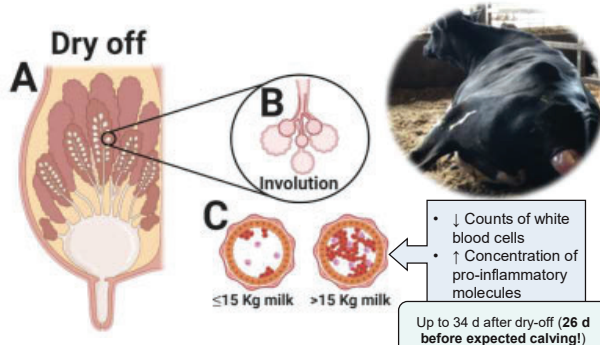 Dry off
A
B
Involution
C
≤15 Kg milk >15 Kg milk
• ↓ Counts of white
blood cells
• ↑ Concentration of
pro-inflammatory
molecules
Up to 34 d after dry-off (26 d
before expected calving!)